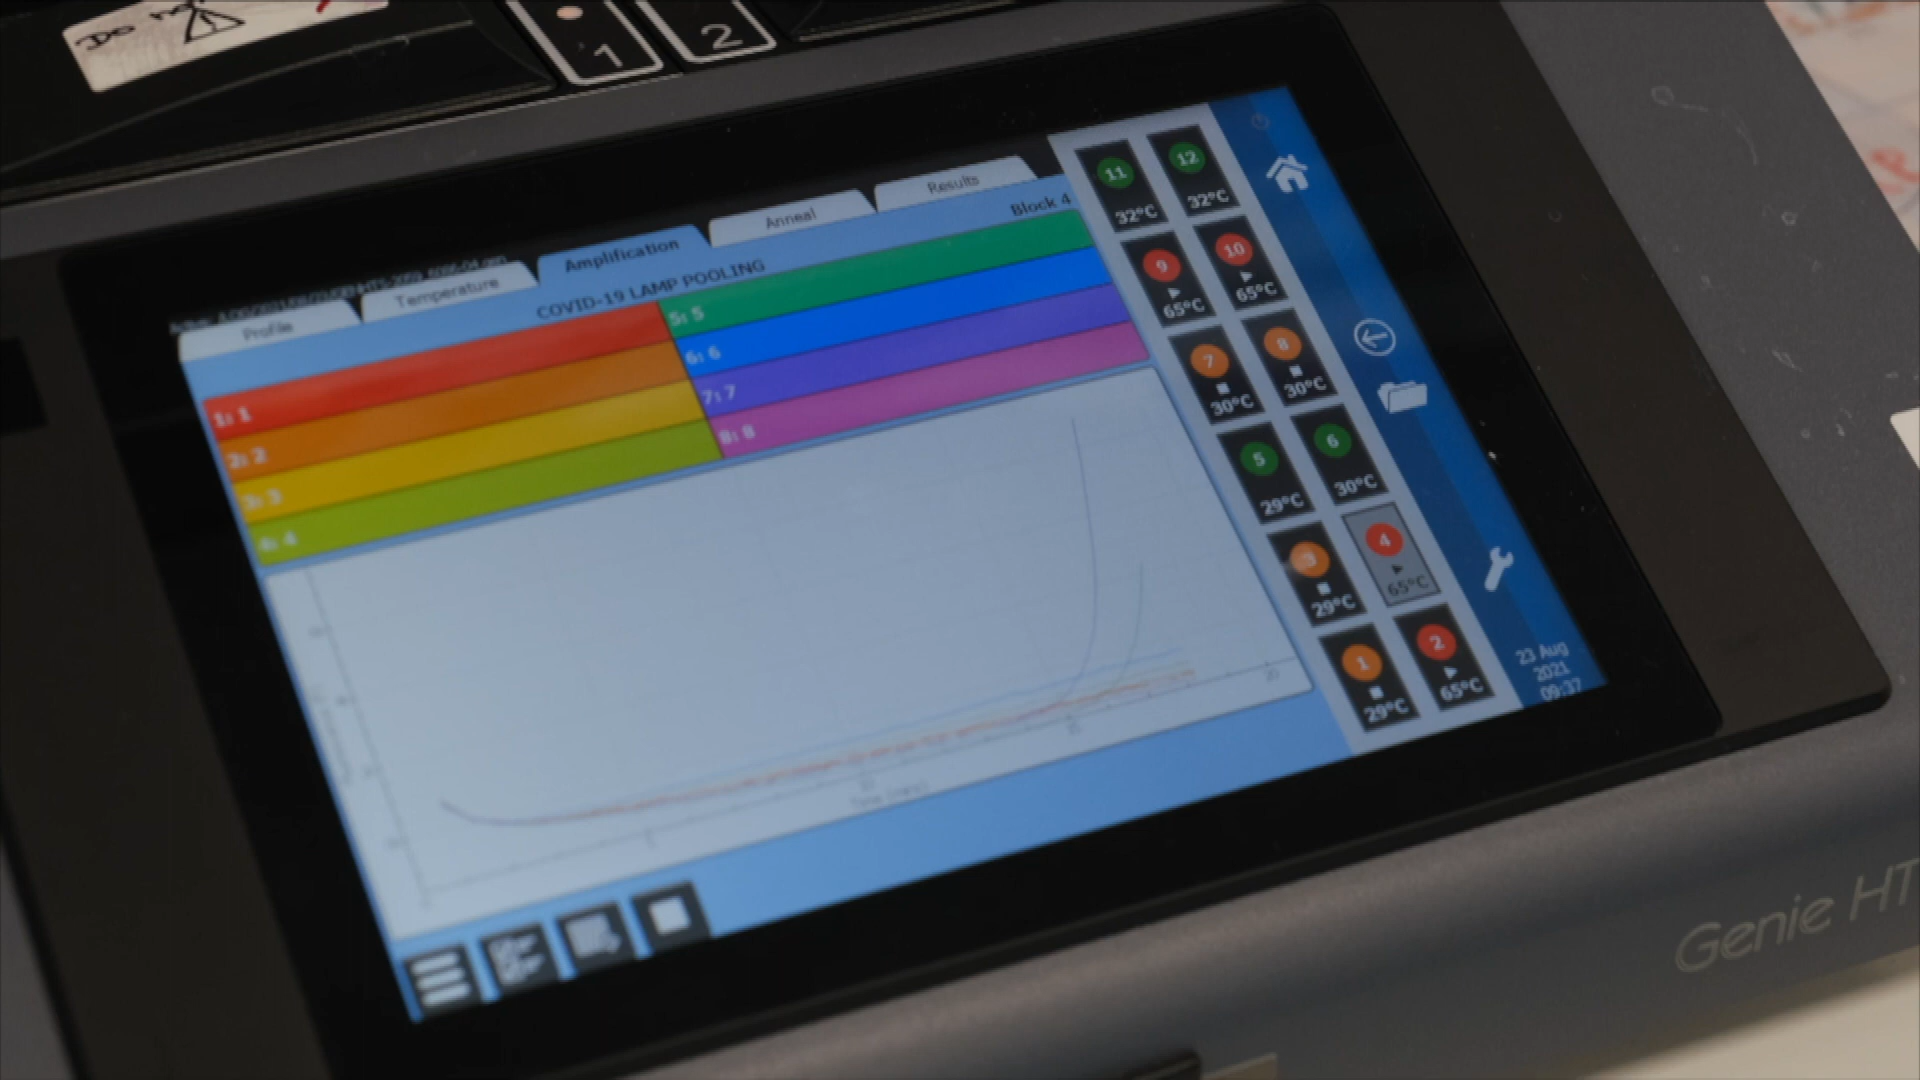 DO
1
2
Profile
Temperature
Amplification
Anneal
Results
COVID-19 LAMP POOLING
Block 4
1: 1
2: 2
3: 3
4: 4
5: 5
6: 6
7: 7
8: 8
11
32°C
12
32°C
9
65°C
10
65°C
7
30°C
8
30°C
5
29°C
6
30°C
3
29°C
4
65°C
1
29°C
2
65°C
23 Aug
2021
09:37
Genie HT